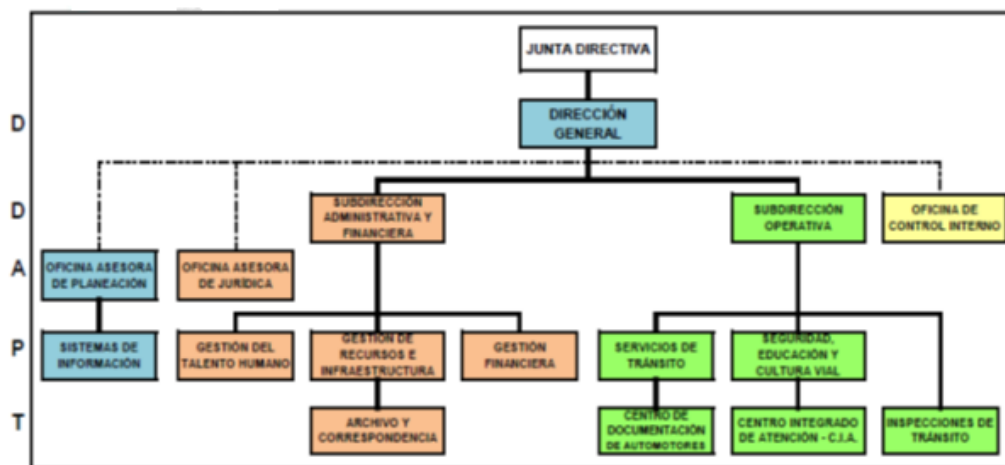 JUNTA DIRECTIVA
D
DIRECCIÓN
GENERAL
D
SUBDIRECCIÓN
ADMINISTRATIVA Y
FINANCIERA
SUBDIRECCIÓN
OPERATIVA
OFICINA DE
CONTROL INTERNO
A
OFICINA ASESORA
DE PLANEACIÓN
OFICINA ASESORA
DE JURÍDICA
P
SISTEMAS DE
INFORMACIÓN
GESTIÓN DEL
TALENTO HUMANO
GESTIÓN DE
RECURSOS E
INFRAESTRUCTURA
GESTIÓN
FINANCIERA
SERVICIOS DE
TRÁNSITO
SEGURIDAD,
EDUCACIÓN Y
CULTURA VIAL
T
ARCHIVO Y
CORRESPONDENCIA
CENTRO DE
DOCUMENTACIÓN
DE AUTOMOTORES
CENTRO INTEGRADO
DE ATENCIÓN - C.I.A.
INSPECCIONES DE
TRÁNSITO